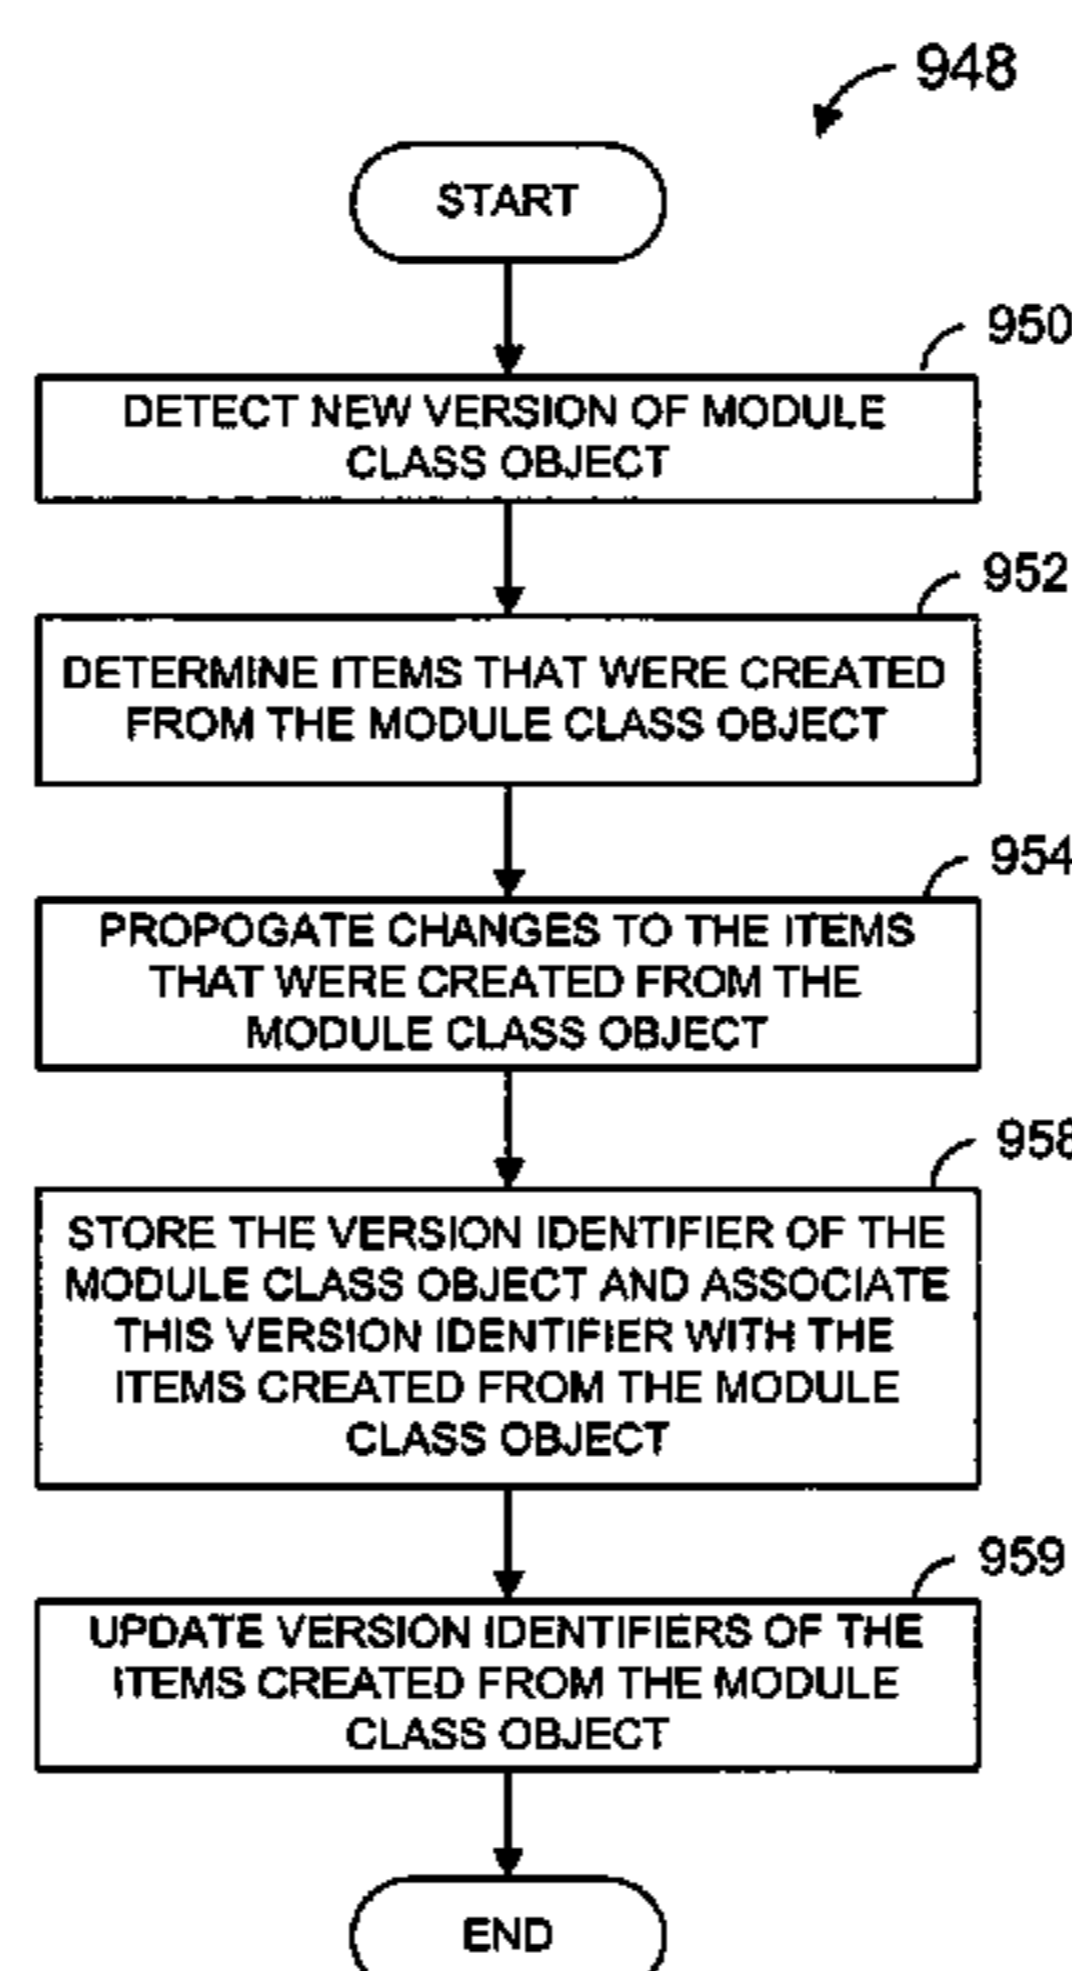 948
START
950
DETECT NEW VERSION OF MODULE
CLASS OBJECT
952
DETERMINE ITEMS THAT WERE CREATED
FROM THE MODULE CLASS OBJECT
954
PROPOGATE CHANGES TO THE ITEMS
THAT WERE CREATED FROM THE
MODULE CLASS OBJECT
958
STORE THE VERSION IDENTIFIER OF THE
MODULE CLASS OBJECT AND ASSOCIATE
THIS VERSION IDENTIFIER WITH THE
ITEMS CREATED FROM THE MODULE
CLASS OBJECT
959
UPDATE VERSION IDENTIFIERS OF THE
ITEMS CREATED FROM THE MODULE
CLASS OBJECT
END